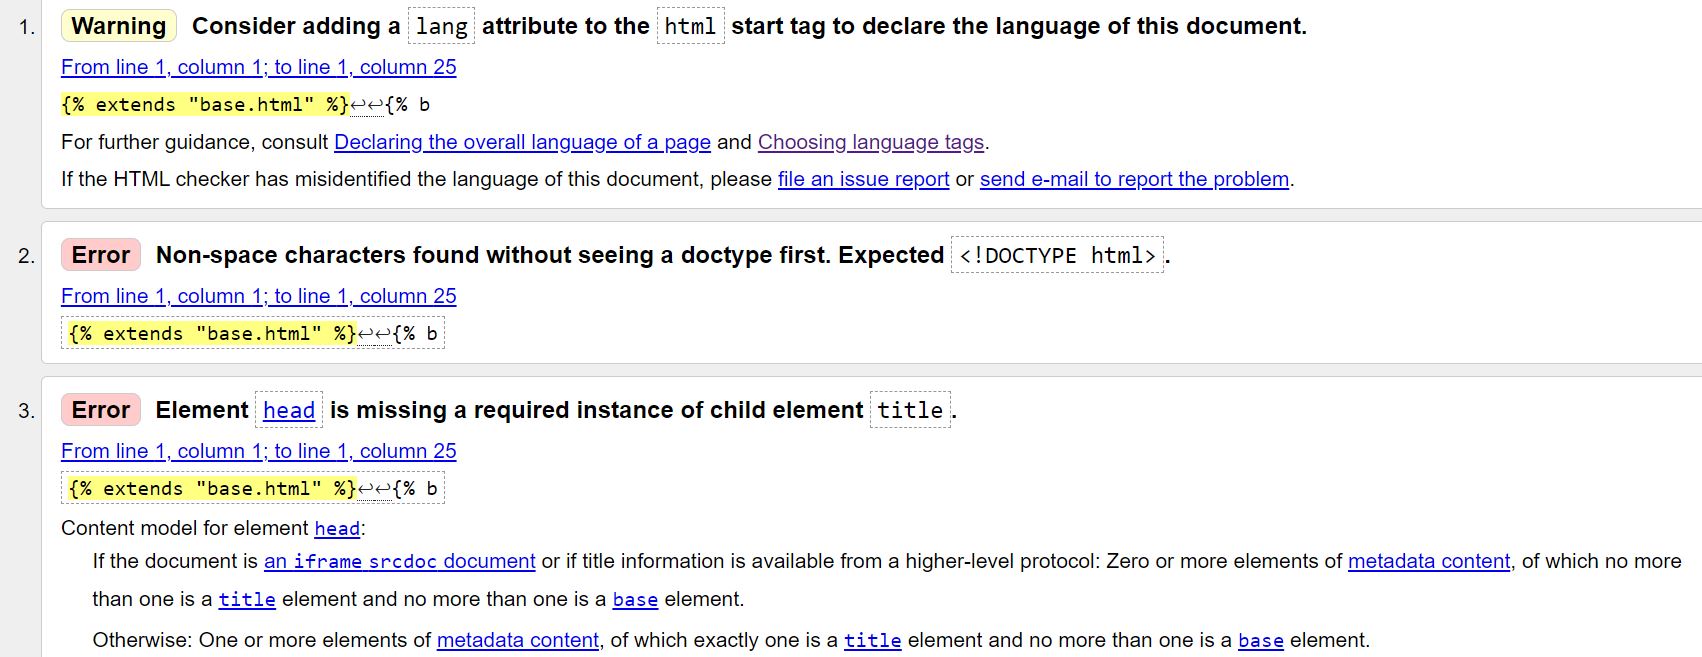 1. Warning Consider adding a lang attribute to the html start tag to declare the language of this document.
From line 1, column 1; to line 1, column 25
{% extends "base.html" %}↩↩{% b
For further guidance, consult Declaring the overall language of a page and Choosing language tags.
If the HTML checker has misidentified the language of this document, please file an issue report or send e-mail to report the problem.
2. Error Non-space characters found without seeing a doctype first. Expected <!DOCTYPE html>.
From line 1, column 1; to line 1, column 25
{% extends "base.html" %}↩↩{% b
3. Error Element head is missing a required instance of child element title.
From line 1, column 1; to line 1, column 25
{% extends "base.html" %}↩↩{% b
Content model for element head:
If the document is an iframe srcdoc document or if title information is available from a higher-level protocol: Zero or more elements of metadata content, of which no more
than one is a title element and no more than one is a base element.
Otherwise: One or more elements of metadata content, of which exactly one is a title element and no more than one is a base element.